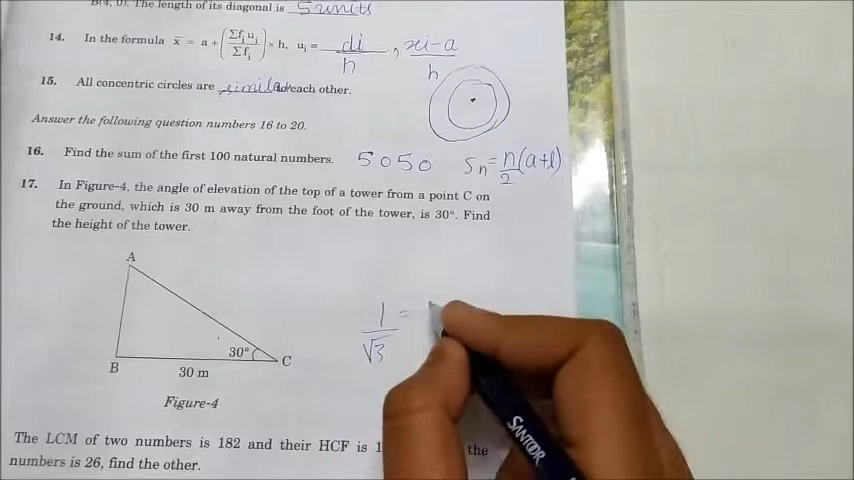 B(4, 0). The length of its diagonal is 5 units
14. In the formula x̄ = a + (Σfᵢuᵢ / Σfᵢ) × h, uᵢ = di/h, xi-a/h
15. All concentric circles are similar to each other.
Answer the following question numbers 16 to 20.
16. Find the sum of the first 100 natural numbers. 5050 Sn = n/2 (a+l)
17. In Figure-4, the angle of elevation of the top of a tower from a point C on
the ground, which is 30 m away from the foot of the tower, is 30°. Find
the height of the tower.
A
1/√3 =
30°
B
C
30 m
Figure-4
The LCM of two numbers is 182 and their HCF is 1 the
numbers is 26, find the other.
SANTOOR